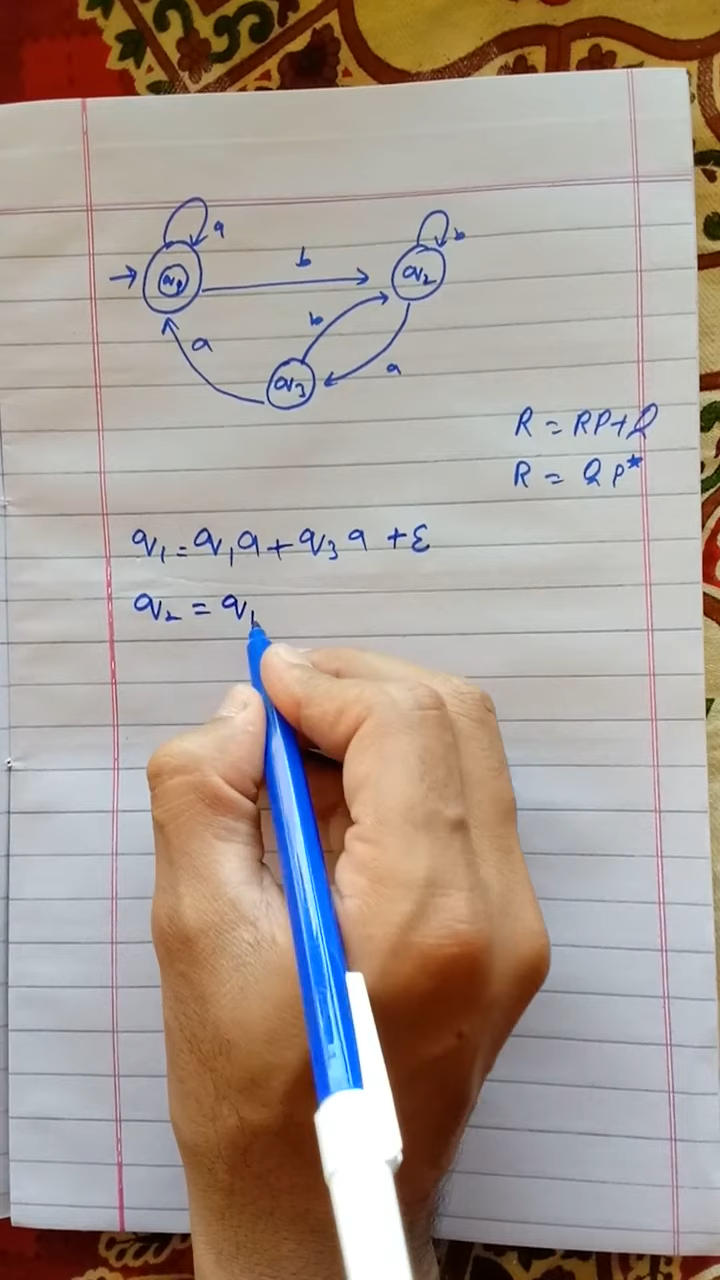 a
b
b
→ q1
q2
b
a
a
q3
R = RP+Q
R = QP*
q1 = q1a + q3a + ε
q2 = q1